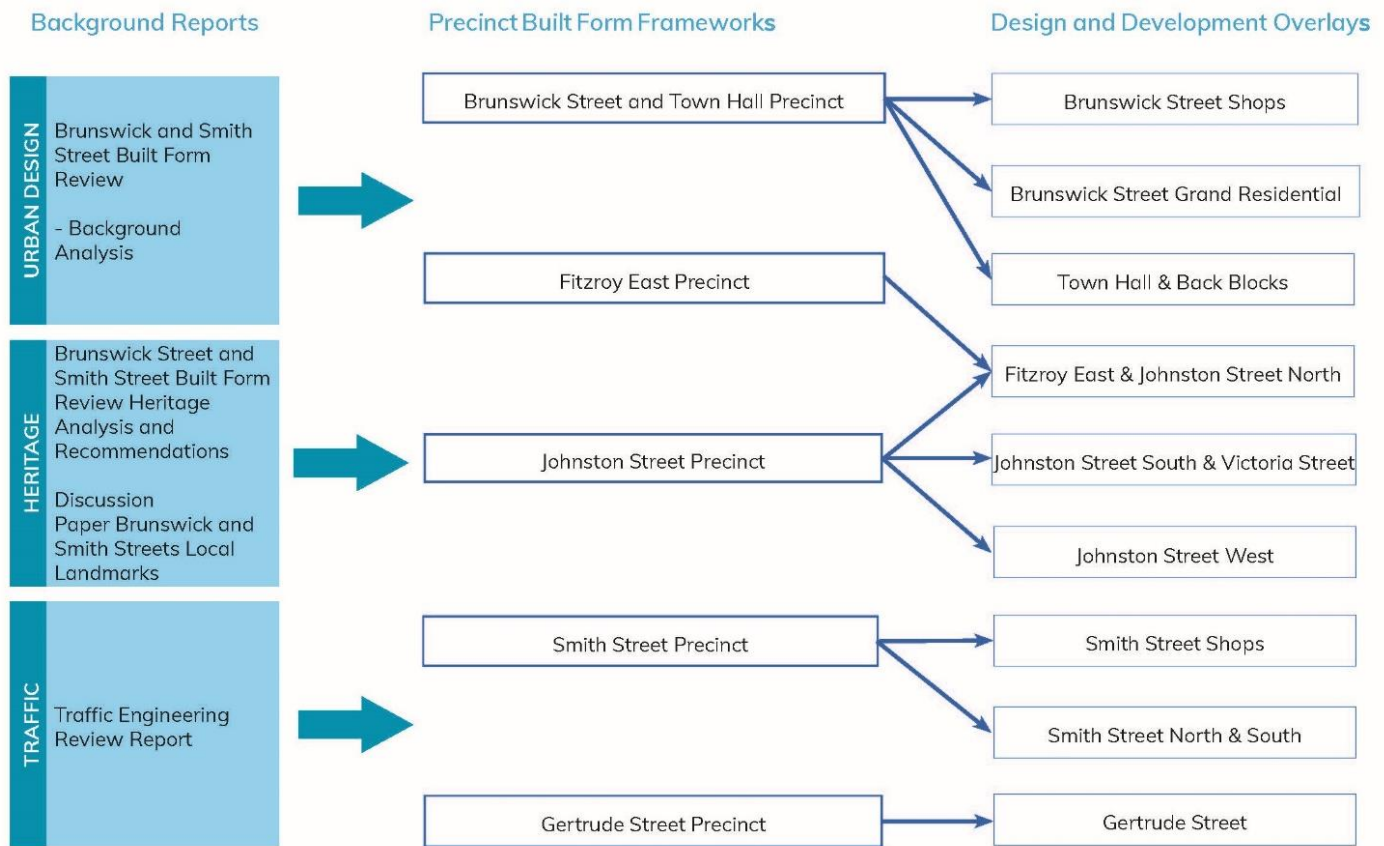 Background Reports
Precinct Built Form Frameworks
Design and Development Overlays
URBAN DESIGN
Brunswick and Smith
Street Built Form
Review
- Background
Analysis
HERITAGE
Brunswick Street and
Smith Street Built Form
Review Heritage
Analysis and
Recommendations
Discussion
Paper Brunswick and
Smith Streets Local
Landmarks
TRAFFIC
Traffic Engineering
Review Report
Brunswick Street and Town Hall Precinct
Fitzroy East Precinct
Johnston Street Precinct
Smith Street Precinct
Gertrude Street Precinct
Brunswick Street Shops
Brunswick Street Grand Residential
Town Hall & Back Blocks
Fitzroy East & Johnston Street North
Johnston Street South & Victoria Street
Johnston Street West
Smith Street Shops
Smith Street North & South
Gertrude Street